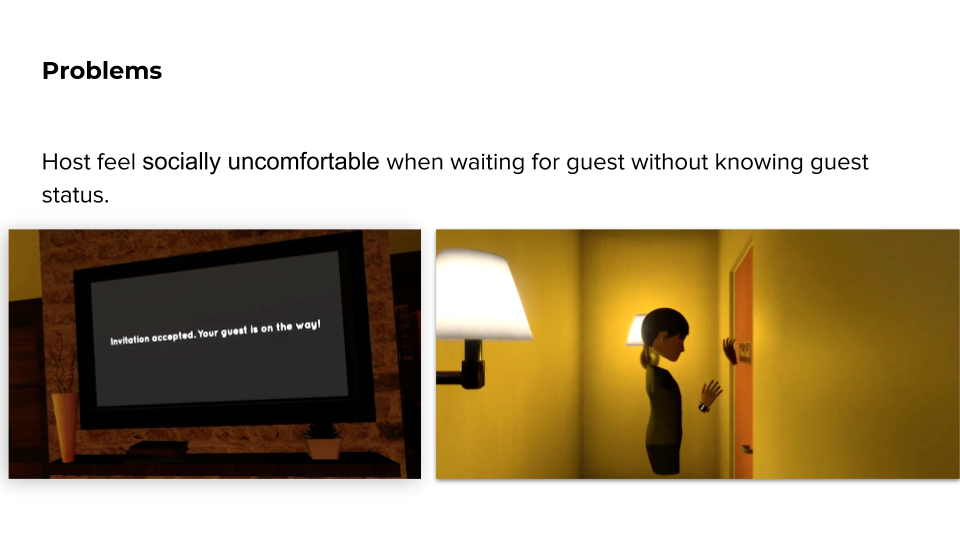 Problems
Host feel socially uncomfortable when waiting for guest without knowing guest
status.
Invitation accepted. Your guest is on the way!